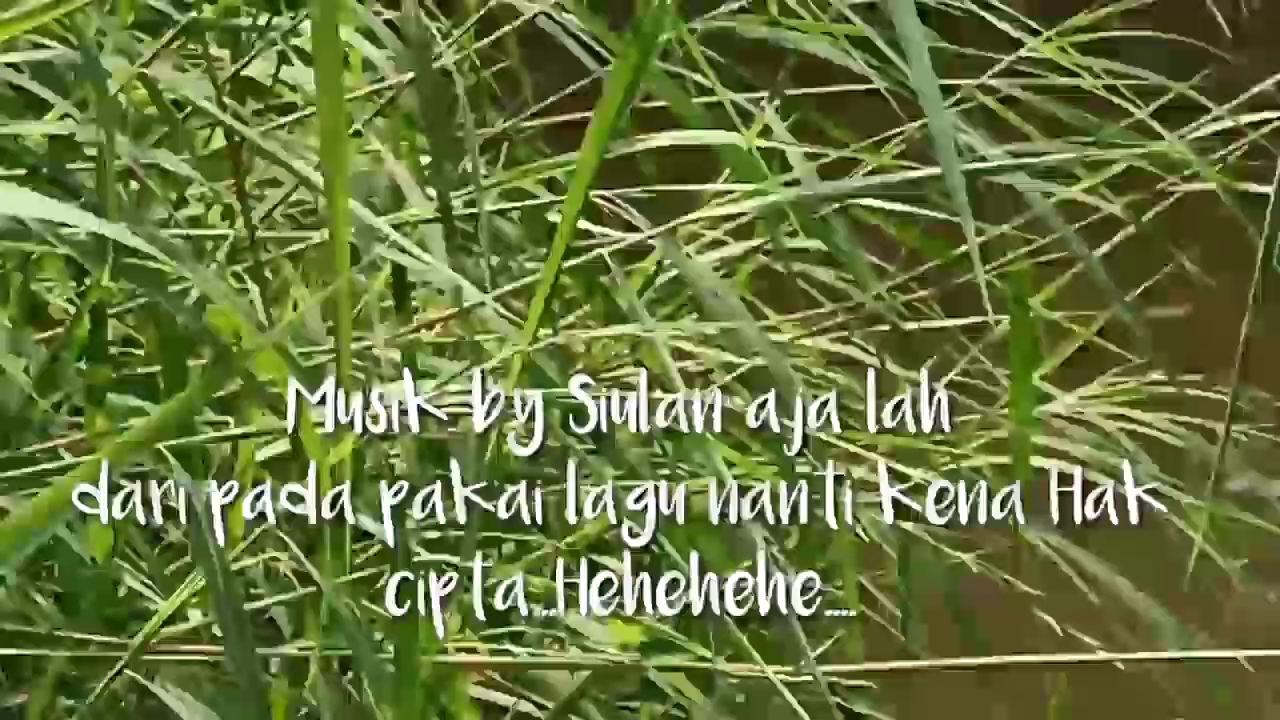 Musik by Siulan aja lah
dari pada pakai lagu nanti kena Hak
cipta...Hehehehe....